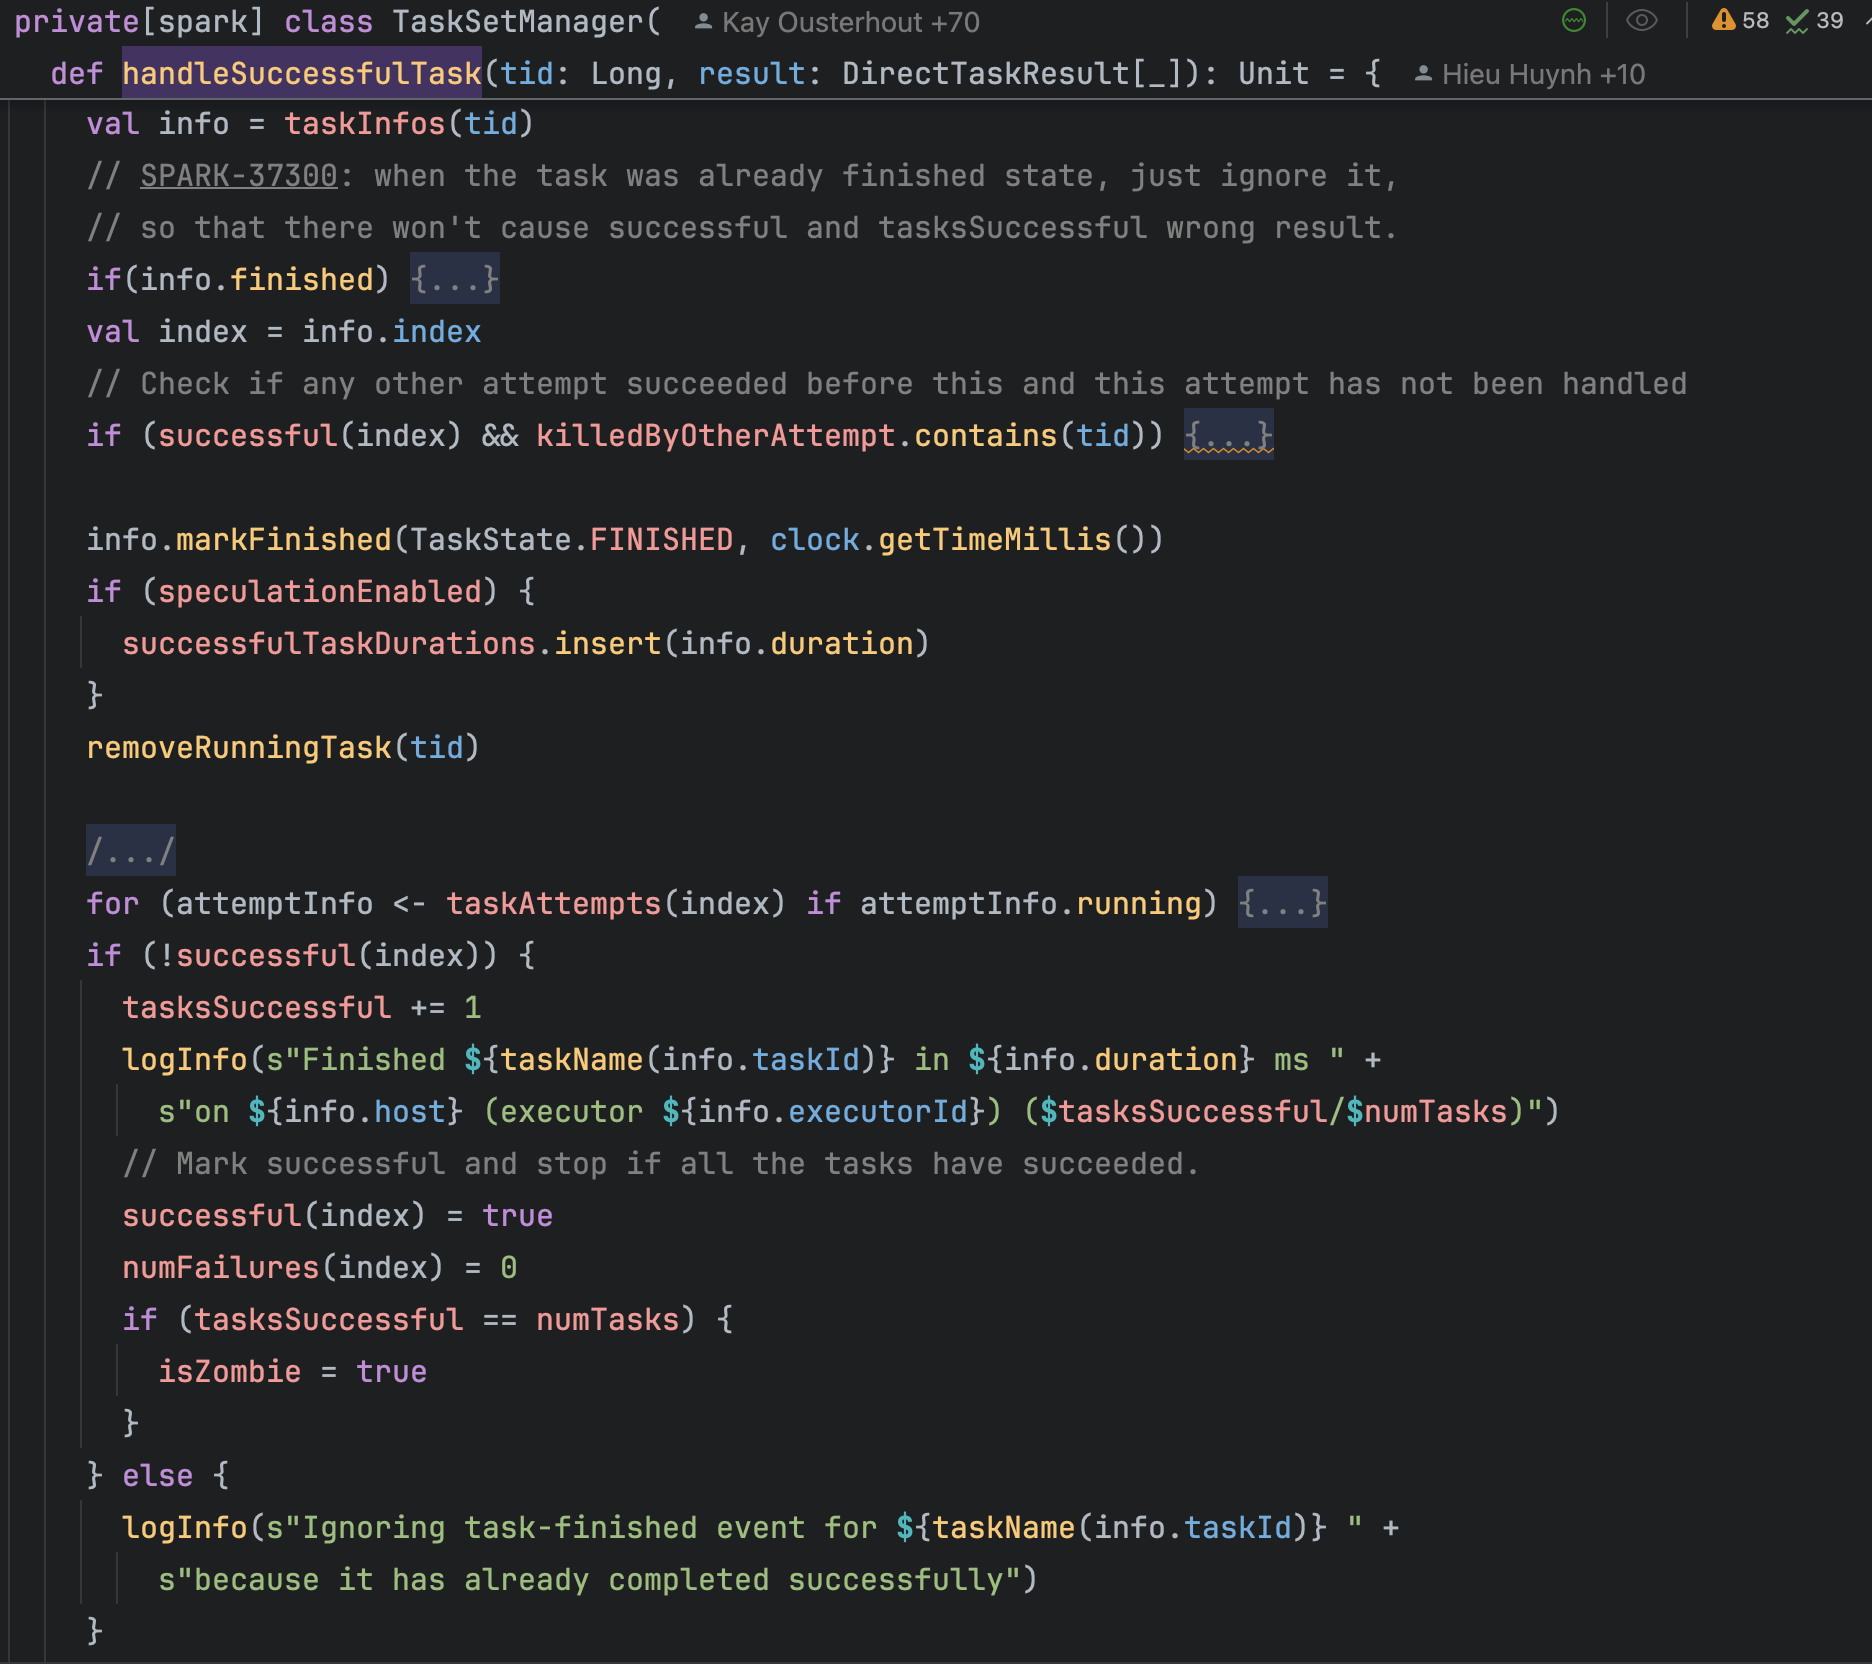 private[spark] class TaskSetManager( Kay Ousterhout +70 58 39
def handleSuccessfulTask(tid: Long, result: DirectTaskResult[_]): Unit = { Hieu Huynh +10
val info = taskInfos(tid)
// SPARK-37300: when the task was already finished state, just ignore it,
// so that there won't cause successful and tasksSuccessful wrong result.
if(info.finished) {...}
val index = info.index
// Check if any other attempt succeeded before this and this attempt has not been handled
if (successful(index) && killedByOtherAttempt.contains(tid)) {...}
info.markFinished(TaskState.FINISHED, clock.getTimeMillis())
if (speculationEnabled) {
successfulTaskDurations.insert(info.duration)
}
removeRunningTask(tid)
/.../
for (attemptInfo <- taskAttempts(index) if attemptInfo.running) {...}
if (!successful(index)) {
tasksSuccessful += 1
logInfo(s"Finished ${taskName(info.taskId)} in ${info.duration} ms " +
s"on ${info.host} (executor ${info.executorId}) ($tasksSuccessful/$numTasks)")
// Mark successful and stop if all the tasks have succeeded.
successful(index) = true
numFailures(index) = 0
if (tasksSuccessful == numTasks) {
isZombie = true
}
} else {
logInfo(s"Ignoring task-finished event for ${taskName(info.taskId)} " +
s"because it has already completed successfully")
}